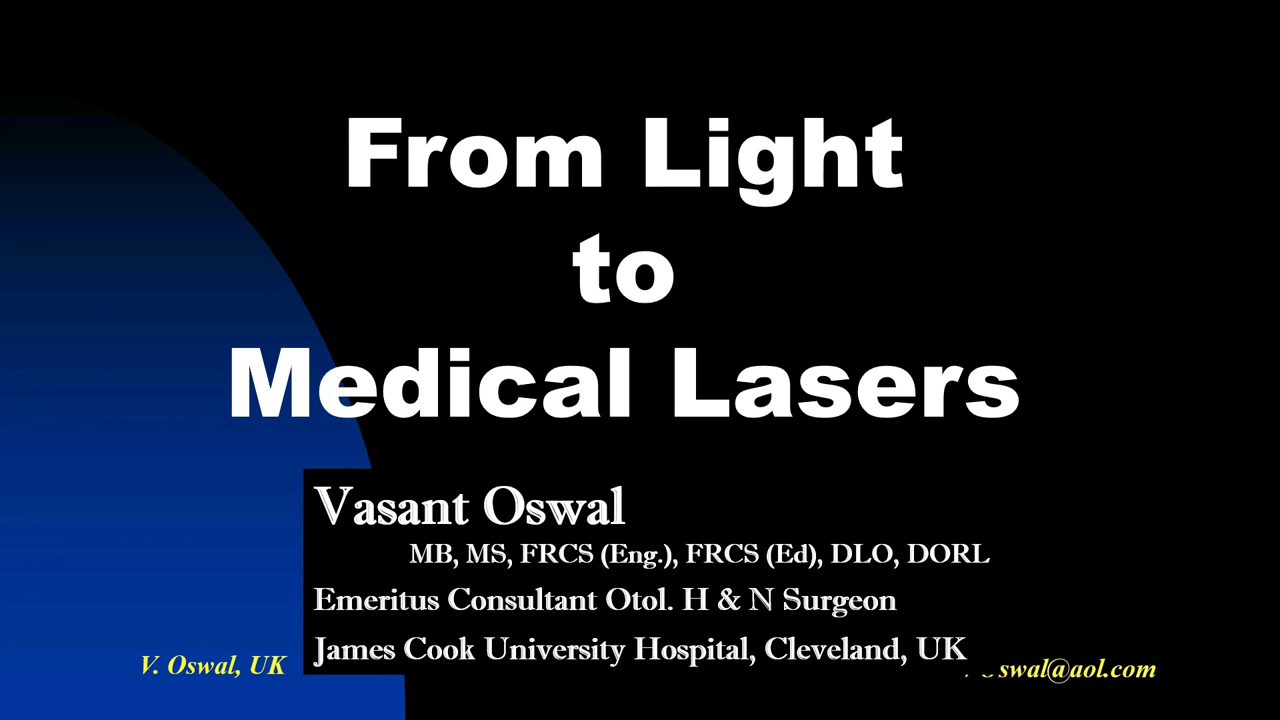 From Light
to
Medical Lasers
Vasant Oswal
MB, MS, FRCS (Eng.), FRCS (Ed), DLO, DORL
Emeritus Consultant Otol. H & N Surgeon
James Cook University Hospital, Cleveland, UK
V. Oswal, UK
swal@aol.com